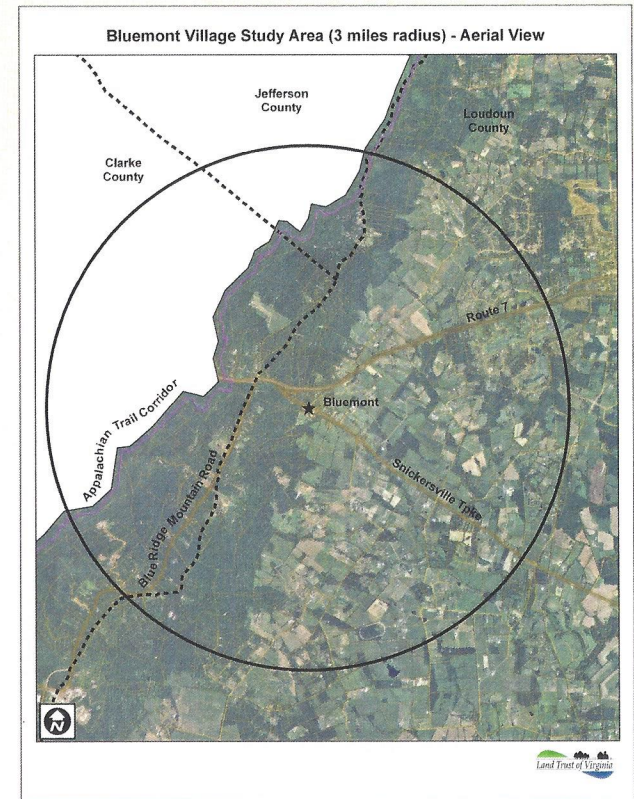 Bluemont Village Study Area (3 miles radius) - Aerial View
Jefferson
County
Loudoun
County
Clarke
County
Route 7
Bluemont
Appalachian Trail Corridor
Snickersville Tpke
Blue Ridge Mountain Road
N
Land Trust of Virginia